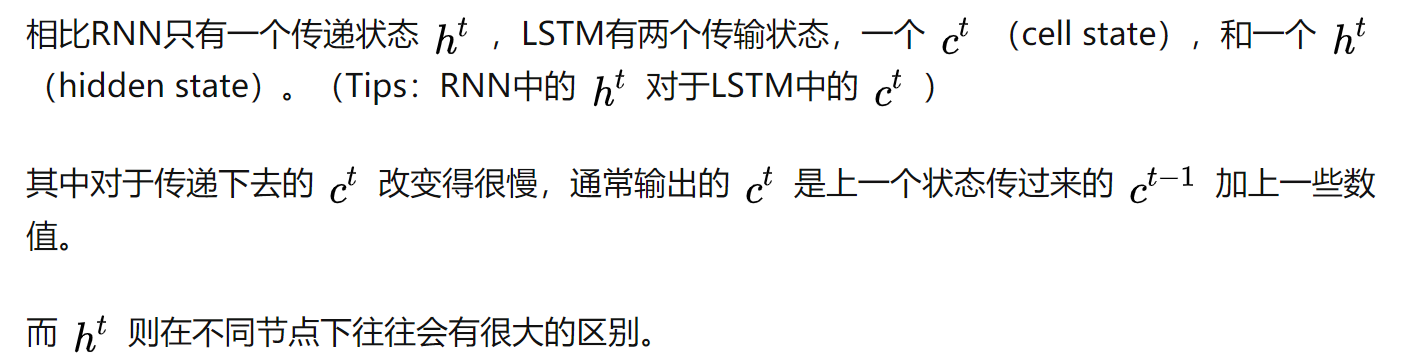 相比RNN只有一个传递状态 h^t ，LSTM有两个传输状态，一个 c^t （cell state），和一个 h^t
（hidden state）。（Tips：RNN中的 h^t 对于LSTM中的 c^t ）
其中对于传递下去的 c^t 改变得很慢，通常输出的 c^t 是上一个状态传过来的 c^{t-1} 加上一些数
值。
而 h^t 则在不同节点下往往会有很大的区别。